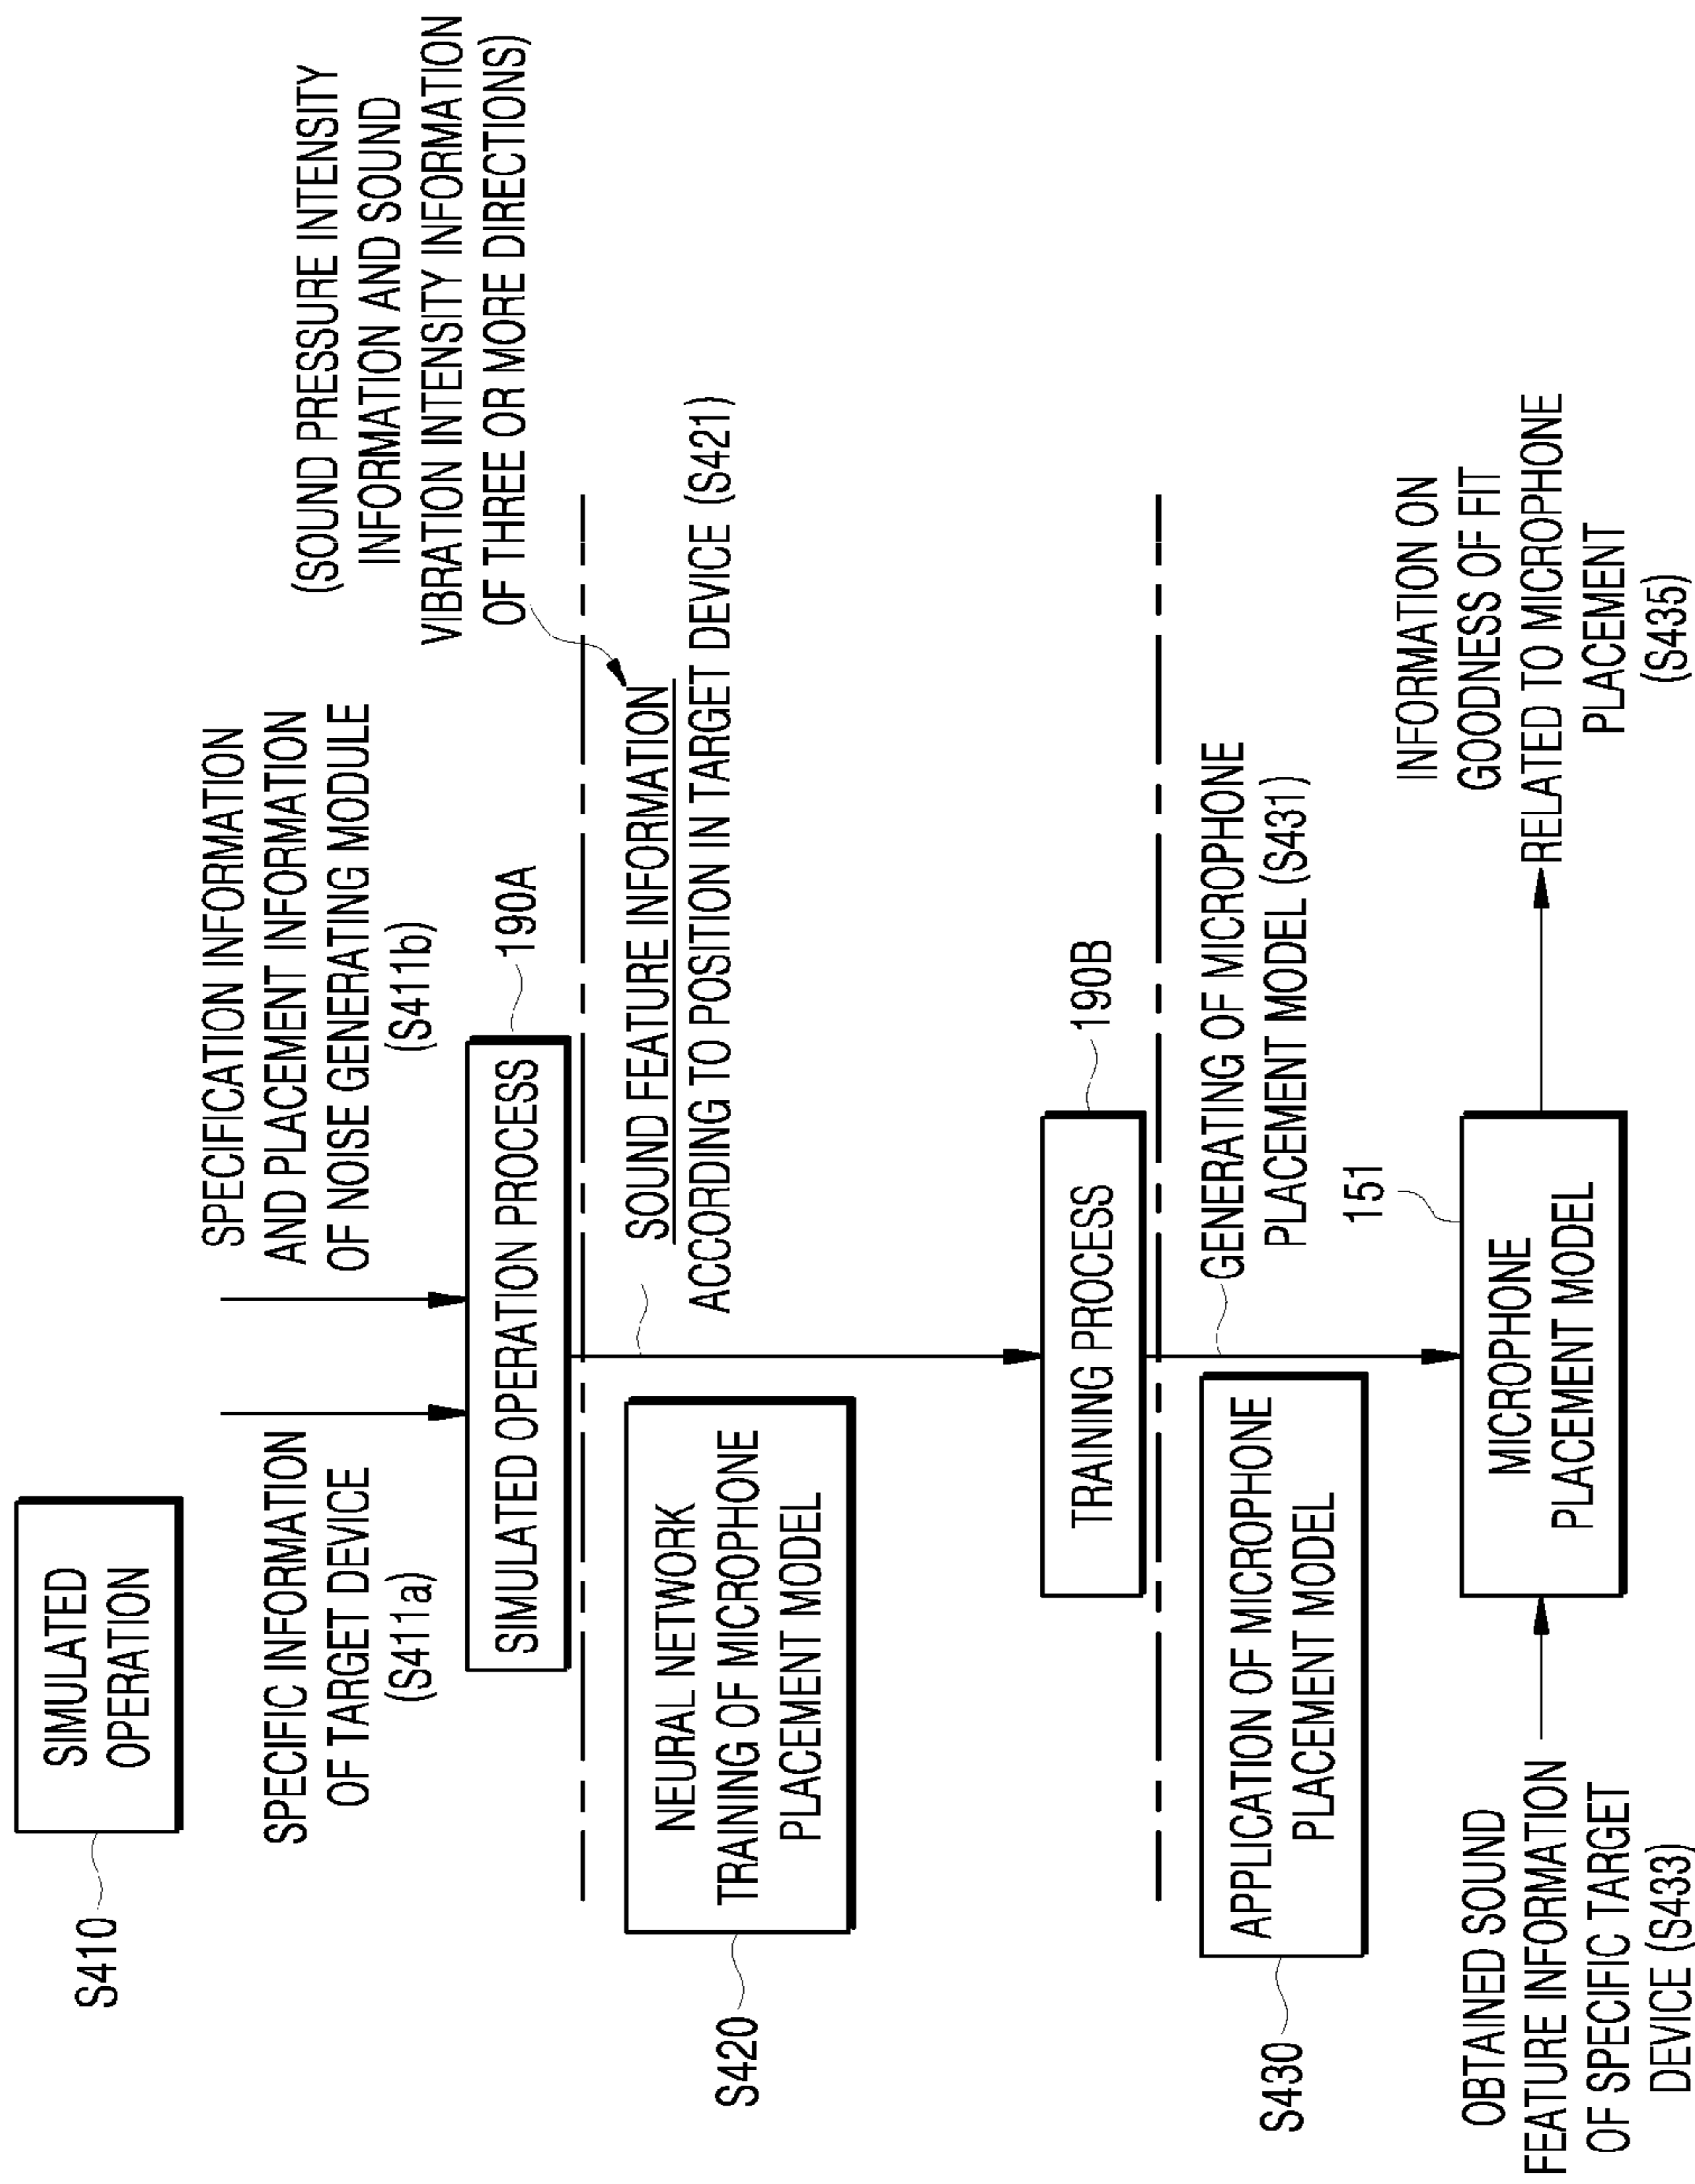 S410
SIMULATED
OPERATION
SPECIFIC INFORMATION
OF TARGET DEVICE
(S411a)
SPECIFICATION INFORMATION
AND PLACEMENT INFORMATION
OF NOISE GENERATING MODULE
(S411b)
SIMULATED OPERATION PROCESS
190A
(SOUND PRESSURE INTENSITY
INFORMATION AND SOUND
VIBRATION INTENSITY INFORMATION
OF THREE OR MORE DIRECTIONS)
S420
NEURAL NETWORK
TRAINING OF MICROPHONE
PLACEMENT MODEL
SOUND FEATURE INFORMATION
ACCORDING TO POSITION IN TARGET DEVICE (S421)
TRAINING PROCESS
190B
S430
APPLICATION OF MICROPHONE
PLACEMENT MODEL
GENERATING OF MICROPHONE
PLACEMENT MODEL (S431)
151
OBTAINED SOUND
FEATURE INFORMATION
OF SPECIFIC TARGET
DEVICE (S433)
MICROPHONE
PLACEMENT MODEL
INFORMATION ON
GOODNESS OF FIT
RELATED TO MICROPHONE
PLACEMENT
(S435)